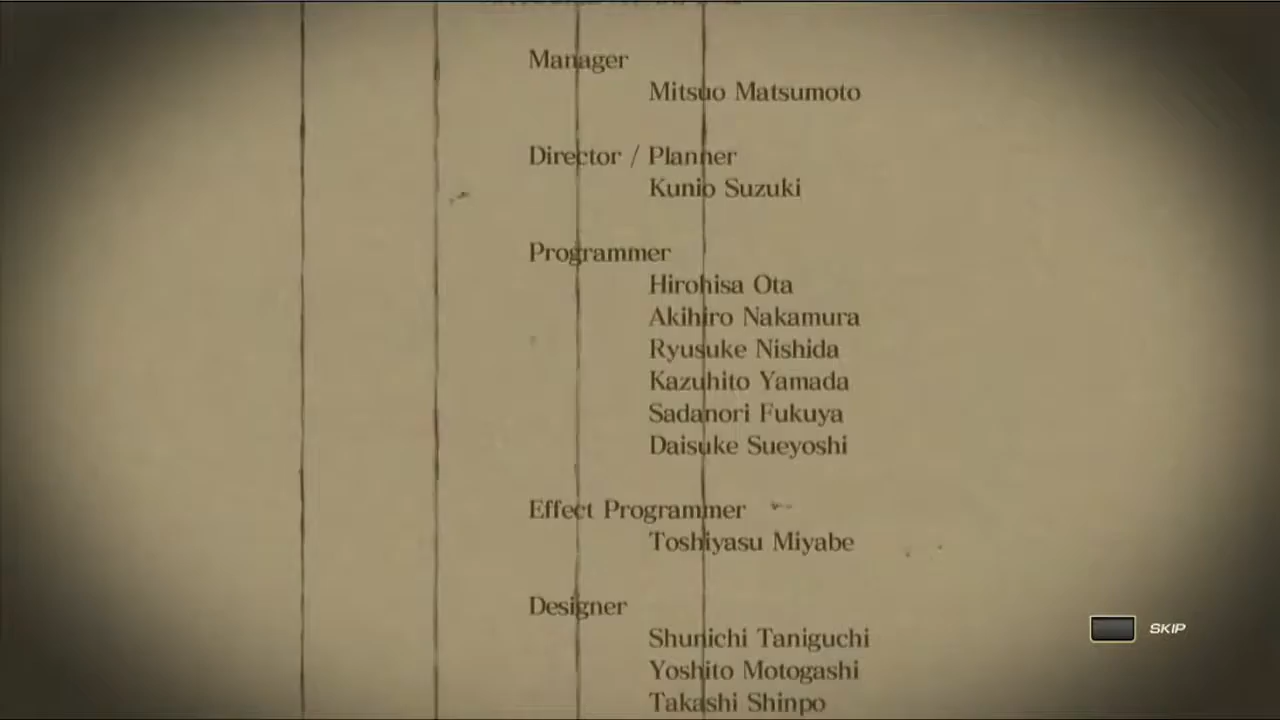 Manager
Mitsuo Matsumoto
Director / Planner
Kunio Suzuki
Programmer
Hirohisa Ota
Akihiro Nakamura
Ryusuke Nishida
Kazuhito Yamada
Sadanori Fukuya
Daisuke Sueyoshi
Effect Programmer
Toshiyasu Miyabe
Designer
Shunichi Taniguchi
Yoshito Motogashi
Takashi Shinpo
SKIP